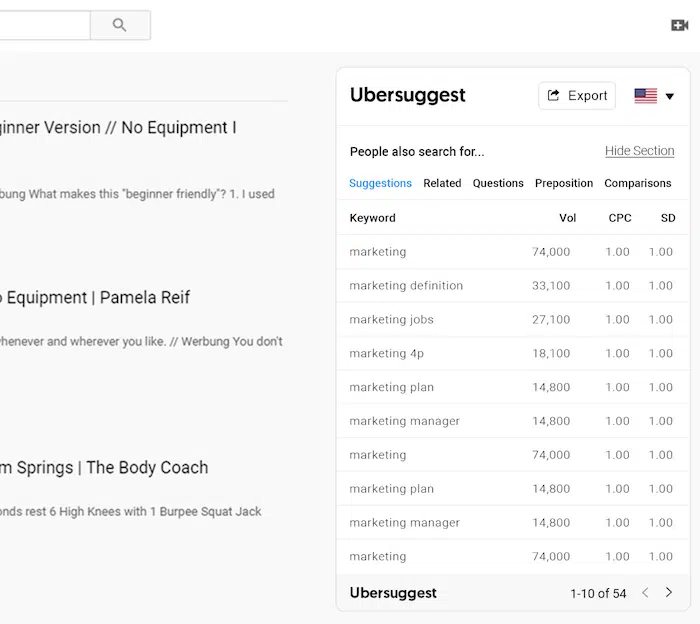 ginner Version // No Equipment I
bung What makes this "beginner friendly"? 1. I used
Equipment | Pamela Reif
whenever and wherever you like. // Werbung You don't
m Springs | The Body Coach
onds rest 6 High Knees with 1 Burpee Squat Jack
Ubersuggest
Export
People also search for...
Hide Section
Suggestions Related Questions Preposition Comparisons
Keyword Vol CPC SD
marketing 74,000 1.00 1.00
marketing definition 33,100 1.00 1.00
marketing jobs 27,100 1.00 1.00
marketing 4p 18,100 1.00 1.00
marketing plan 14,800 1.00 1.00
marketing manager 14,800 1.00 1.00
marketing 74,000 1.00 1.00
marketing plan 14,800 1.00 1.00
marketing manager 14,800 1.00 1.00
marketing 74,000 1.00 1.00
Ubersuggest 1-10 of 54